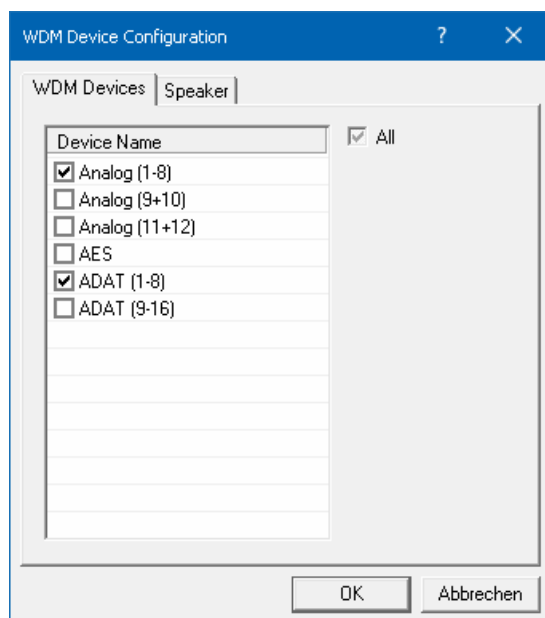 WDM Device Configuration ? ×
WDM Devices Speaker
Device Name All
Analog (1-8)
Analog (9+10)
Analog (11+12)
AES
ADAT (1-8)
ADAT (9-16)
OK Abbrechen